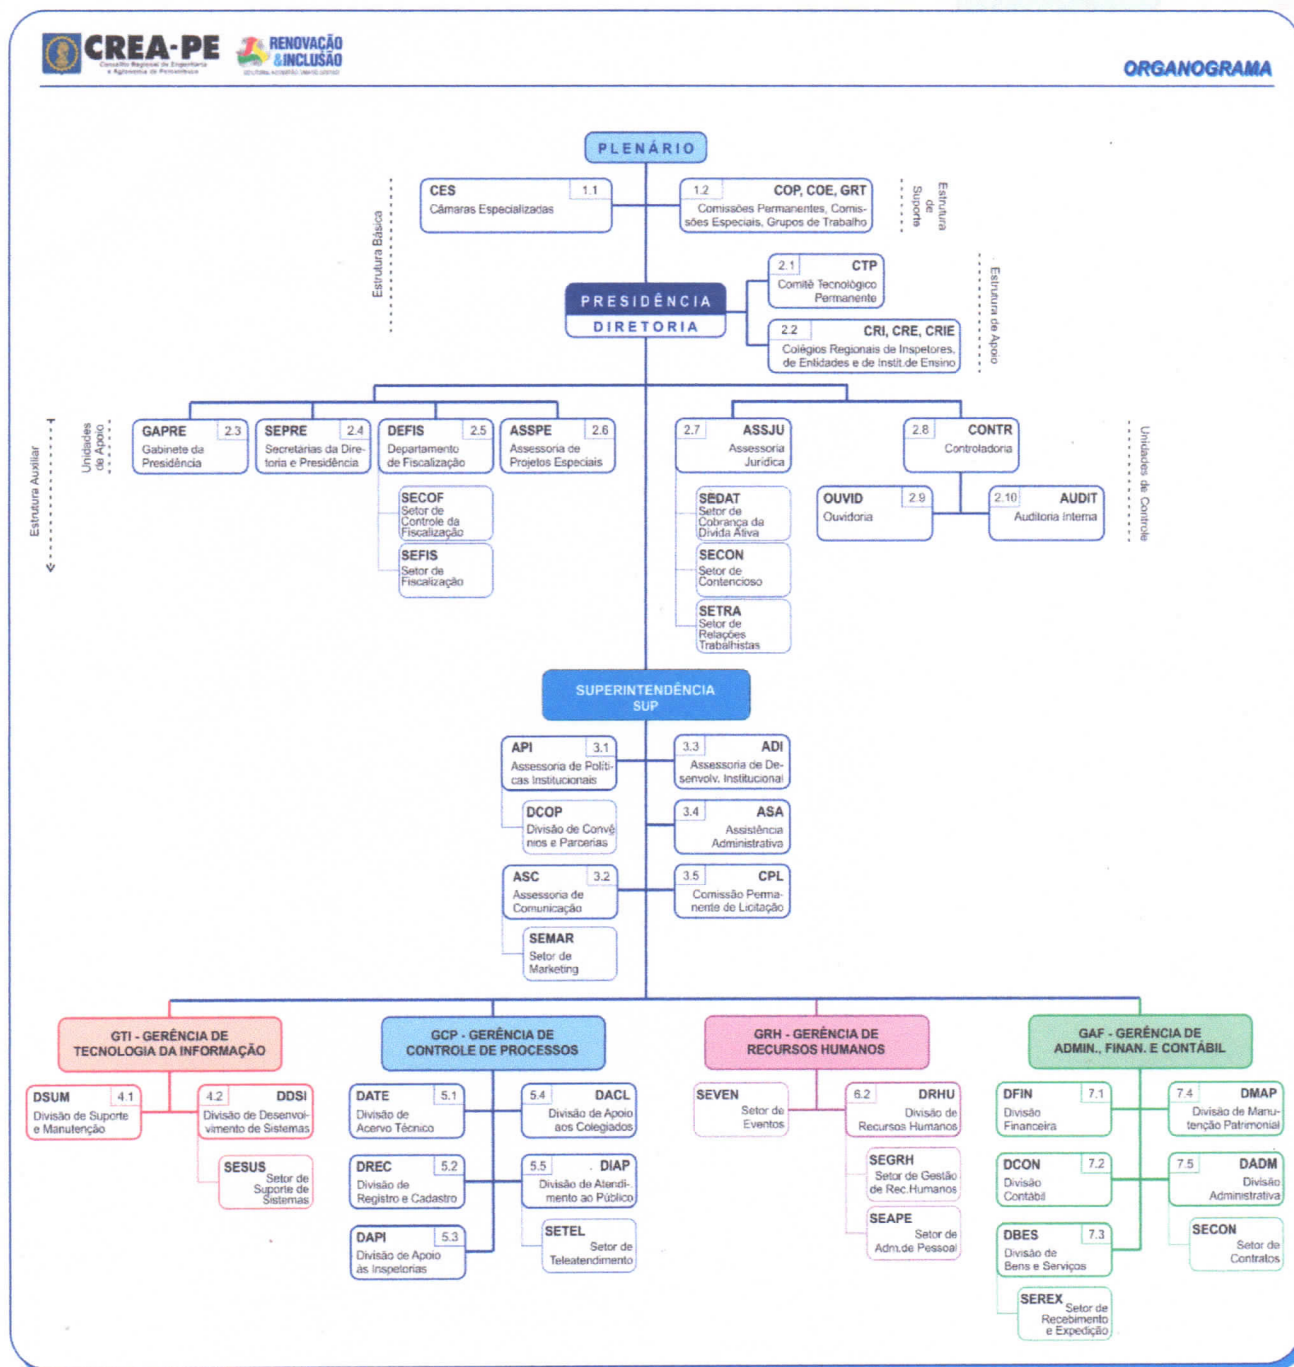 CREA-PE
Conselho Regional de Engenharia
e Agronomia de Pernambuco
RENOVAÇÃO
&INCLUSÃO
ORGANOGRAMA
PLENÁRIO
CES 1.1
Câmaras Especializadas
1.2 COP, COE, GRT
Comissões Permanentes, Comis-
sões Especiais, Grupos de Trabalho
Estrutura
de
Suporte
Estrutura Básica
2.1 CTP
Comitê Tecnológico
Permanente
PRESIDÊNCIA
DIRETORIA
2.2 CRI, CRE, CRIE
Colégios Regionais de Inspetores,
de Entidades e de Instit.de Ensino
Estrutura de Apoio
Estrutura Auxiliar
Unidades
de Apoio
GAPRE 2.3
Gabinete da
Presidência
SEPRE 2.4
Secretárias da Dire-
toria e Presidência
DEFIS 2.5
Departamento
de Fiscalização
ASSPE 2.6
Assessoria de
Projetos Especiais
2.7 ASSJU
Assessoria
Jurídica
2.8 CONTR
Controladoria
Unidades de Controle
SECOF
Setor de
Controle da
Fiscalização
SEFIS
Setor de
Fiscalização
SEDAT
Setor de
Cobrança da
Dívida Ativa
SECON
Setor de
Contencioso
SETRA
Setor de
Relações
Trabalhistas
OUVID 2.9
Ouvidoria
2.10 AUDIT
Auditoria Interna
SUPERINTENDÊNCIA
SUP
API 3.1
Assessoria de Políti-
cas Institucionais
3.3 ADI
Assessoria de De-
senvolv. Institucional
DCOP
Divisão de Convê
nios e Parcerias
3.4 ASA
Assistência
Administrativa
ASC 3.2
Assessoria de
Comunicação
3.5 CPL
Comissão Perma-
nente de Licitação
SEMAR
Setor de
Marketing
GTI - GERÊNCIA DE
TECNOLOGIA DA INFORMAÇÃO
DSUM 4.1
Divisão de Suporte
e Manutenção
4.2 DDSI
Divisão de Desenvol-
vimento de Sistemas
SESUS
Setor de
Suporte de
Sistemas
GCP - GERÊNCIA DE
CONTROLE DE PROCESSOS
DATE 5.1
Divisão de
Acervo Técnico
5.4 DACL
Divisão de Apoio
aos Colegiados
DREC 5.2
Divisão de
Registro e Cadastro
5.5 DIAP
Divisão de Atendi-
mento ao Público
DAPI 5.3
Divisão de Apoio
às Inspetorias
SETEL
Setor de
Teleatendimento
GRH - GERÊNCIA DE
RECURSOS HUMANOS
SEVEN
Setor de
Eventos
6.2 DRHU
Divisão de
Recursos Humanos
SEGRH
Setor de Gestão
de Rec.Humanos
SEAPE
Setor de
Adm.de Pessoal
GAF - GERÊNCIA DE
ADMIN., FINAN. E CONTÁBIL
DFIN 7.1
Divisão
Financeira
7.4 DMAP
Divisão de Manu-
tenção Patrimonial
DCON 7.2
Divisão
Contábil
7.5 DADM
Divisão
Administrativa
DBES 7.3
Divisão de
Bens e Serviços
SECON
Setor de
Contratos
SEREX
Setor de
Recebimento
e Expedição